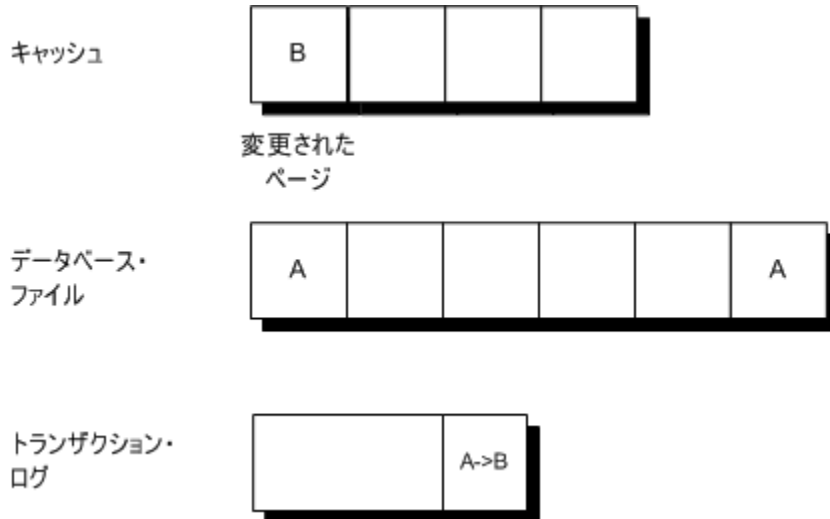 キャッシュ
B
変更された
ページ
データベース・
ファイル
A
A
トランザクション・
ログ
A->B